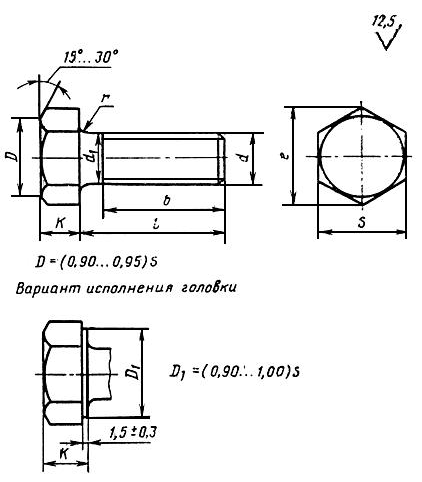 12,5
15°...30°
r
D
d₁
d
e
b
K
l
S
D = (0,90...0,95)s
Вариант исполнения головки
D₁
D₁ = (0,90...1,00)s
1,5 ± 0,3
K